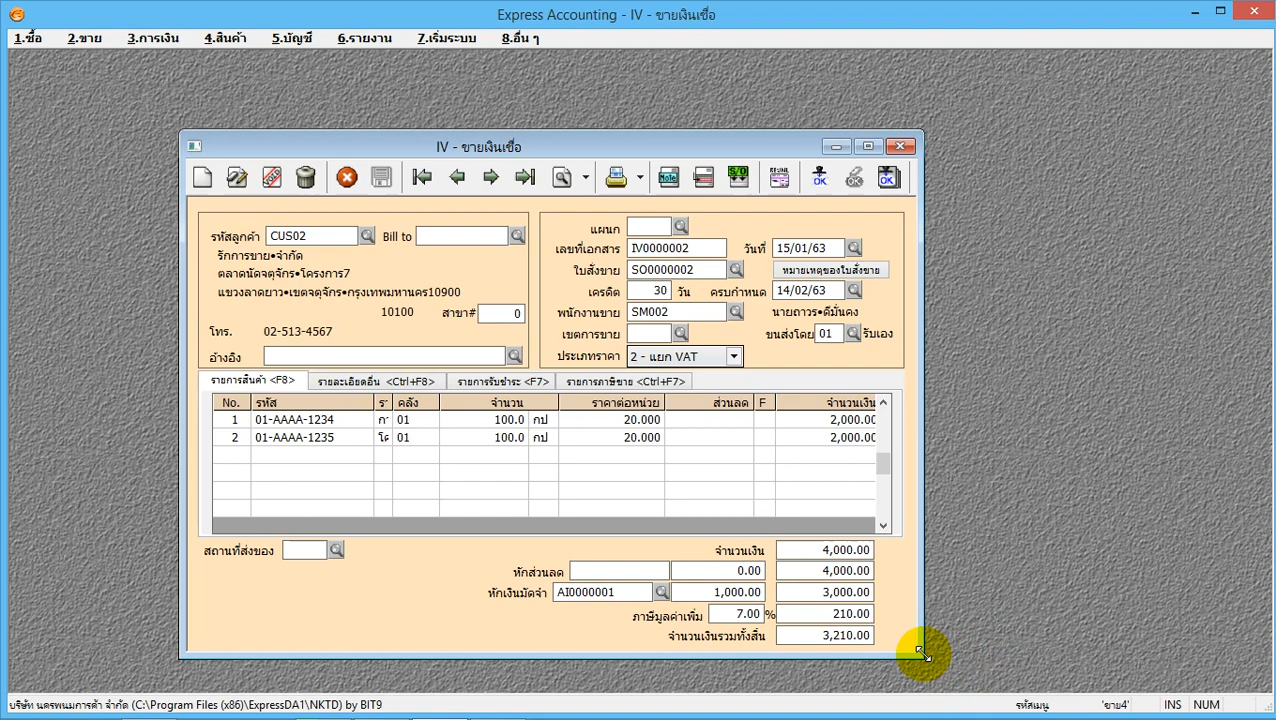 Express Accounting - IV - ขายเงินเชื่อ
1.ซื้อ 2.ขาย 3.การเงิน 4.สินค้า 5.บัญชี 6.รายงาน 7.เริ่มระบบ 8.อื่น ๆ
IV - ขายเงินเชื่อ
Note S/O OK OK OK
รหัสลูกค้า CUS02 Bill to
รักการขาย•จำกัด
ตลาดนัดจตุจักร•โครงการ7
แขวงลาดยาว•เขตจตุจักร•กรุงเทพมหานคร10900
10100 สาขา# 0
โทร. 02-513-4567
อ้างอิง
แผนก
เลขที่เอกสาร IV0000002 วันที่ 15/01/63
ใบสั่งขาย SO0000002 หมายเหตุของใบสั่งขาย
เครดิต 30 วัน ครบกำหนด 14/02/63
พนักงานขาย SM002 นายถาวร•ดีมั่นคง
เขตการขาย ขนส่งโดย 01 รับเอง
ประเภทราคา 2 - แยก VAT
รายการสินค้า <F8> รายละเอียดอื่น <Ctrl+F8> รายการรับชำระ <F7> รายการภาษีขาย <Ctrl+F7>
No. รหัส คลัง จำนวน ราคาต่อหน่วย ส่วนลด F จำนวนเงิน
1 01-AAAA-1234 01 100.0 กป 20.000 2,000.00
2 01-AAAA-1235 01 100.0 กป 20.000 2,000.00
สถานที่ส่งของ จำนวนเงิน 4,000.00
หักส่วนลด 0.00 4,000.00
หักเงินมัดจำ AI0000001 1,000.00 3,000.00
ภาษีมูลค่าเพิ่ม 7.00 % 210.00
จำนวนเงินรวมทั้งสิ้น 3,210.00
บริษัท นครพนมการค้า จำกัด (C:\Program Files (x86)\ExpressDA1\NKTD) by BIT9 รหัสเมนู 'ขาย4' INS NUM